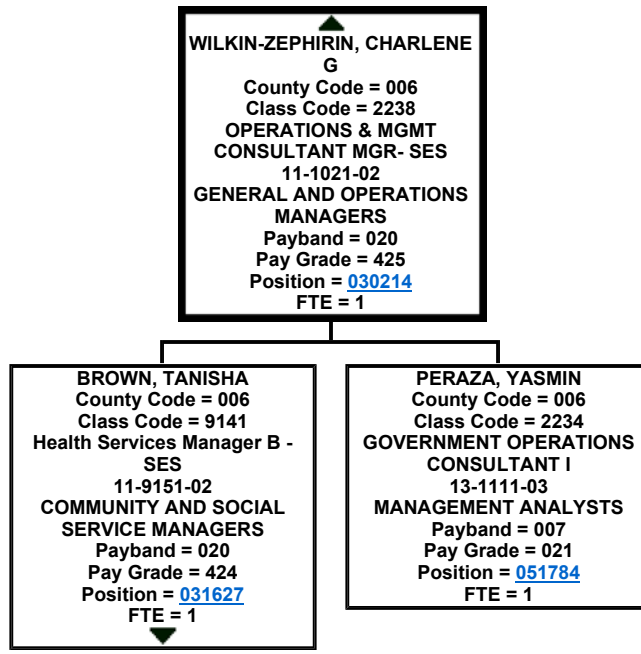 WILKIN-ZEPHIRIN, CHARLENE
G
County Code = 006
Class Code = 2238
OPERATIONS & MGMT
CONSULTANT MGR- SES
11-1021-02
GENERAL AND OPERATIONS
MANAGERS
Payband = 020
Pay Grade = 425
Position = 030214
FTE = 1
BROWN, TANISHA
County Code = 006
Class Code = 9141
Health Services Manager B -
SES
11-9151-02
COMMUNITY AND SOCIAL
SERVICE MANAGERS
Payband = 020
Pay Grade = 424
Position = 031627
FTE = 1
PERAZA, YASMIN
County Code = 006
Class Code = 2234
GOVERNMENT OPERATIONS
CONSULTANT I
13-1111-03
MANAGEMENT ANALYSTS
Payband = 007
Pay Grade = 021
Position = 051784
FTE = 1